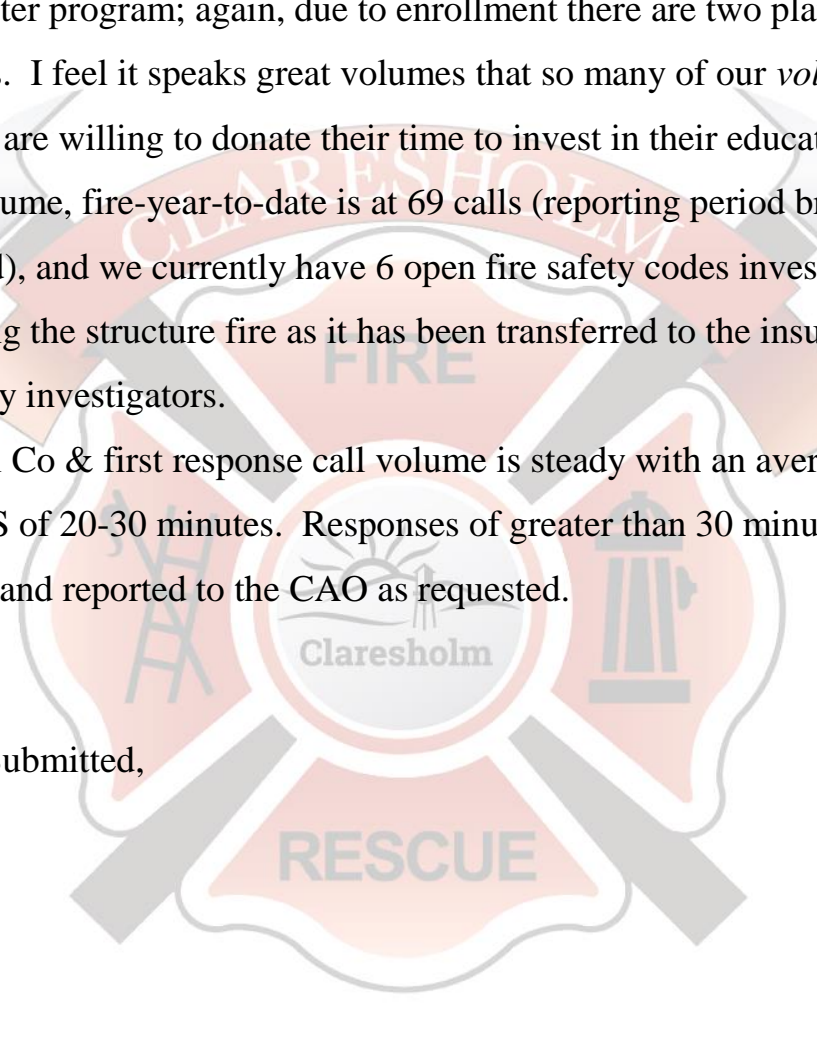 ter program; again, due to enrollment there are two pla
s. I feel it speaks great volumes that so many of our vol
are willing to donate their time to invest in their educat
ume, fire-year-to-date is at 69 calls (reporting period br
d), and we currently have 6 open fire safety codes inves
g the structure fire as it has been transferred to the insu
y investigators.
l Co & first response call volume is steady with an aver
S of 20-30 minutes. Responses of greater than 30 minu
and reported to the CAO as requested.
ubmitted,
CLARESHOLM
FIRE
Claresholm
RESCUE